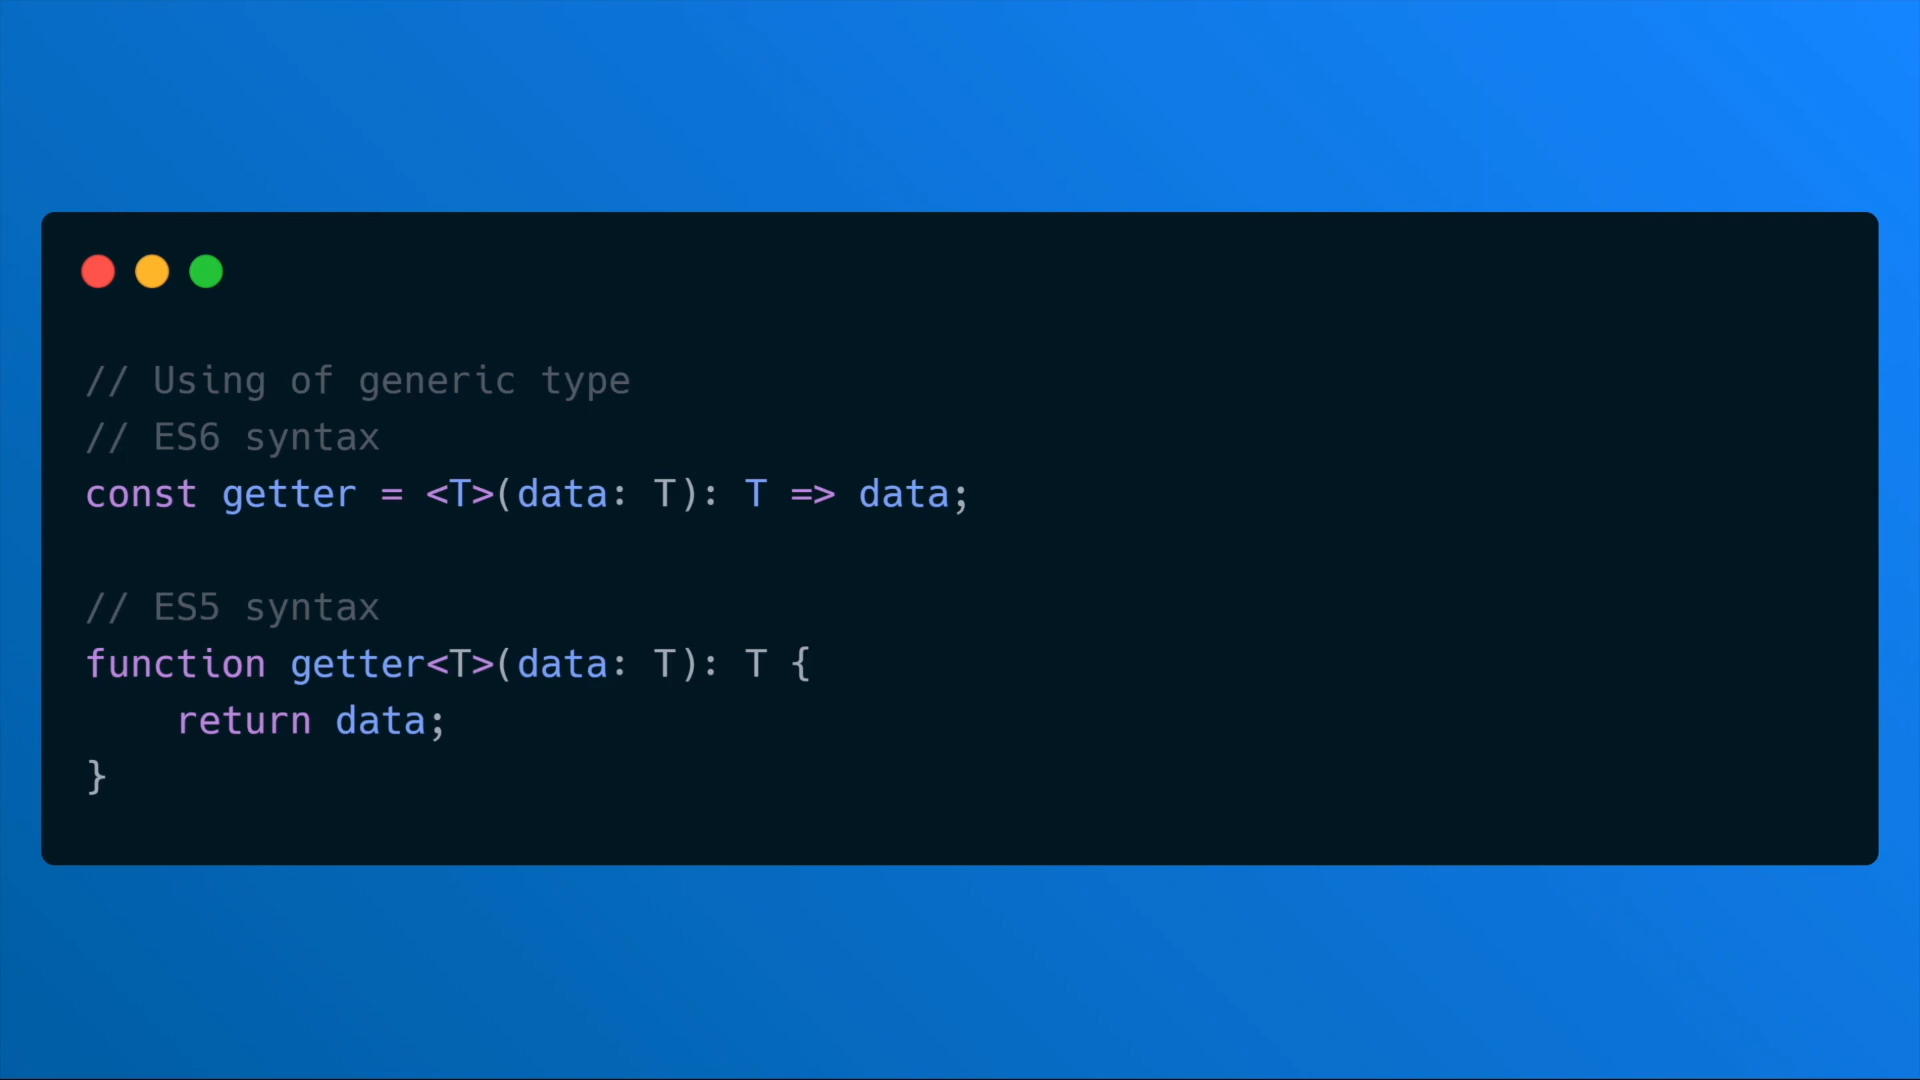 // Using of generic type
// ES6 syntax
const getter = <T>(data: T): T => data;
// ES5 syntax
function getter<T>(data: T): T {
    return data;
}